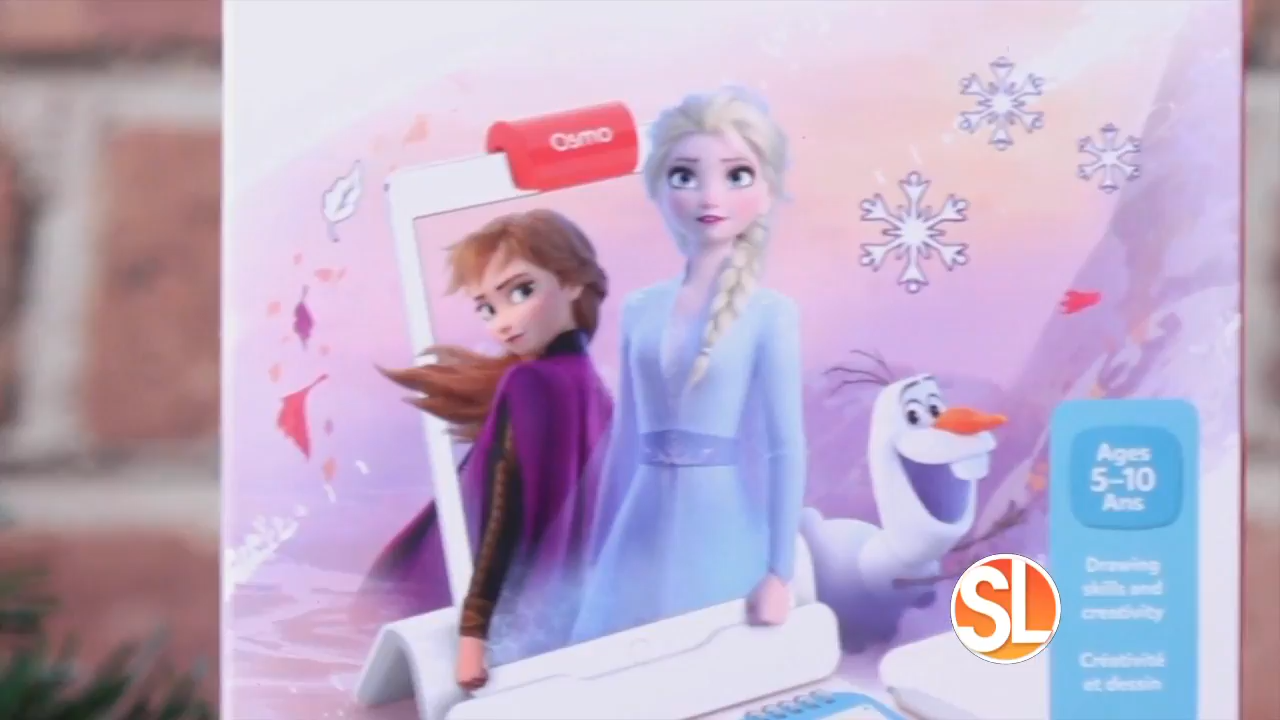 Osmo
Ages
5-10
Ans
Drawing
skills and
creativity
Créativité
et dessin
SL